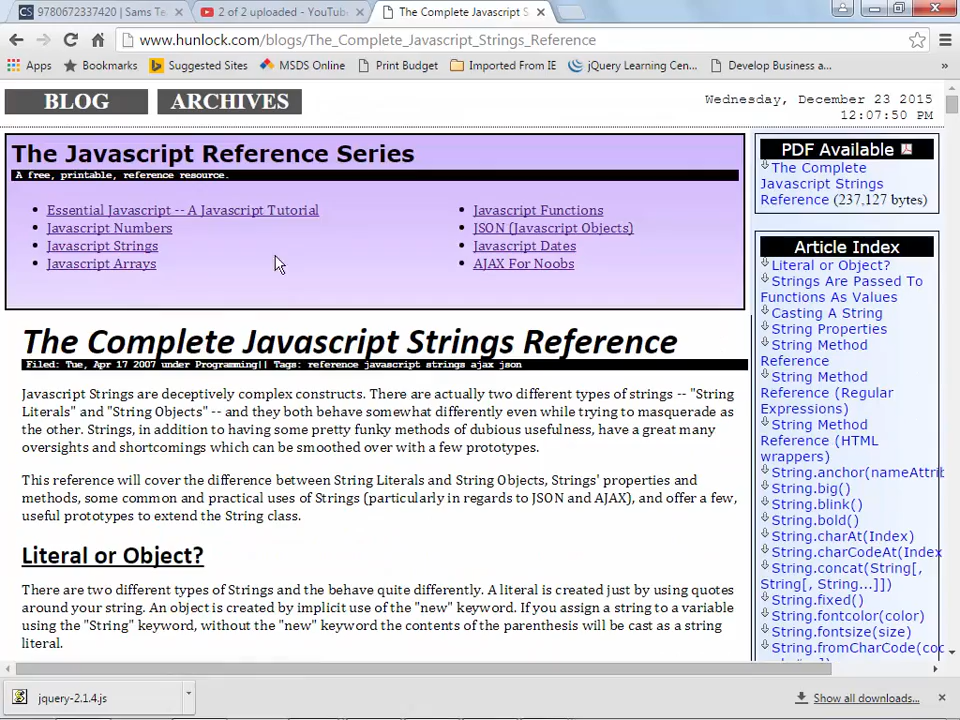 9780672337420 | Sams Te
2 of 2 uploaded - YouTub
The Complete Javascript S
www.hunlock.com/blogs/The_Complete_Javascript_Strings_Reference
Apps
Bookmarks
Suggested Sites
MSDS Online
Print Budget
Imported From IE
jQuery Learning Cen...
Develop Business a...
»
BLOG
ARCHIVES
Wednesday, December 23 2015
12:07:50 PM
The Javascript Reference Series
A free, printable, reference resource.
Essential Javascript -- A Javascript Tutorial
Javascript Numbers
Javascript Strings
Javascript Arrays
Javascript Functions
JSON (Javascript Objects)
Javascript Dates
AJAX For Noobs
The Complete Javascript Strings Reference
Filed: Tue, Apr 17 2007 under Programming|| Tags: reference javascript strings ajax json
Javascript Strings are deceptively complex constructs. There are actually two different types of strings -- "String
Literals" and "String Objects" -- and they both behave somewhat differently even while trying to masquerade as
the other. Strings, in addition to having some pretty funky methods of dubious usefulness, have a great many
oversights and shortcomings which can be smoothed over with a few prototypes.
This reference will cover the difference between String Literals and String Objects, Strings' properties and
methods, some common and practical uses of Strings (particularly in regards to JSON and AJAX), and offer a few,
useful prototypes to extend the String class.
Literal or Object?
There are two different types of Strings and the behave quite differently. A literal is created just by using quotes
around your string. An object is created by implicit use of the "new" keyword. If you assign a string to a variable
using the "String" keyword, without the "new" keyword the contents of the parenthesis will be cast as a string
literal.
PDF Available
The Complete
Javascript Strings
Reference (237,127 bytes)
Article Index
Literal or Object?
Strings Are Passed To
Functions As Values
Casting A String
String Properties
String Method
Reference
String Method
Reference (Regular
Expressions)
String Method
Reference (HTML
wrappers)
String.anchor(nameAttrib
String.big()
String.blink()
String.bold()
String.charAt(Index)
String.charCodeAt(Index
String.concat(String[,
String[, String...]])
String.fixed()
String.fontcolor(color)
String.fontsize(size)
String.fromCharCode(coo
jquery-2.1.4.js
Show all downloads...